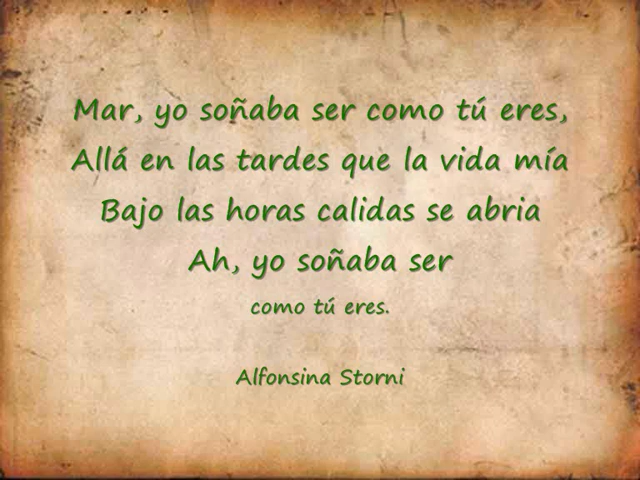 Mar, yo soñaba ser como tú eres,
Allá en las tardes que la vida mía
Bajo las horas calidas se abria
Ah, yo soñaba ser
como tú eres.
Alfonsina Storni